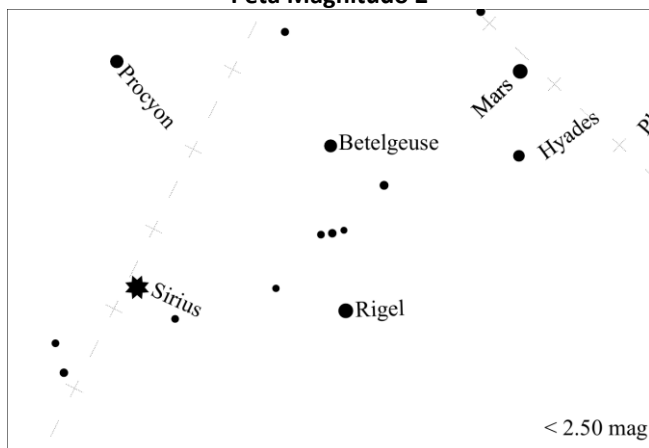 Peta Magnitudo 2
Procyon
Mars
Hyades
Betelgeuse
Sirius
Rigel
< 2.50 mag